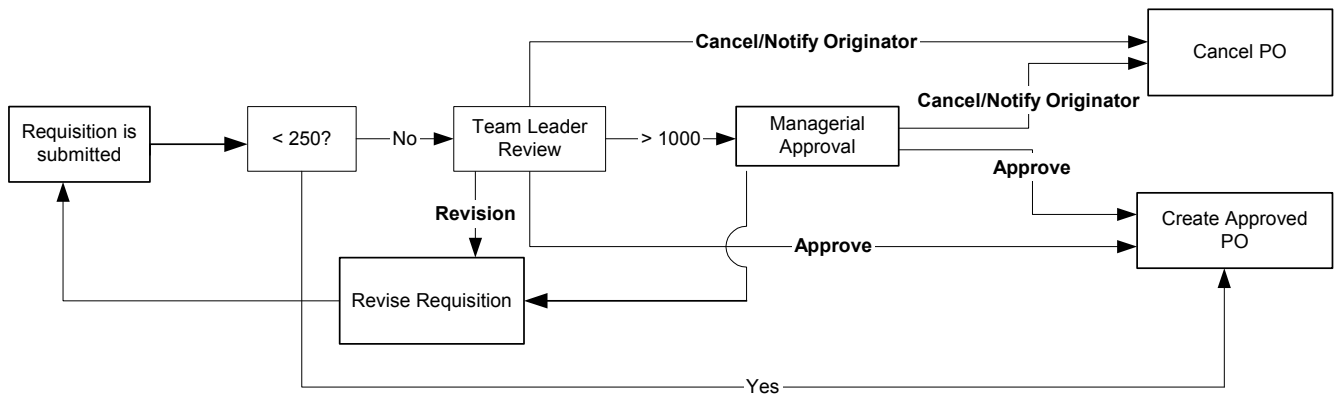 Cancel/Notify Originator
Cancel PO
Cancel/Notify Originator
Requisition is
submitted
< 250?
No
Team Leader
Review
> 1000
Managerial
Approval
Approve
Revision
Approve
Create Approved
PO
Revise Requisition
Yes